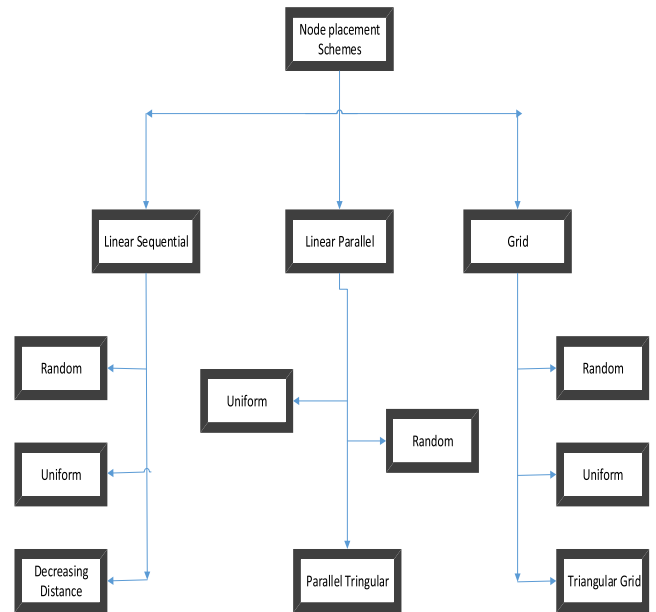 Node placement
Schemes
Linear Sequential
Linear Parallel
Grid
Random
Uniform
Decreasing
Distance
Uniform
Random
Parallel Tringular
Random
Uniform
Triangular Grid